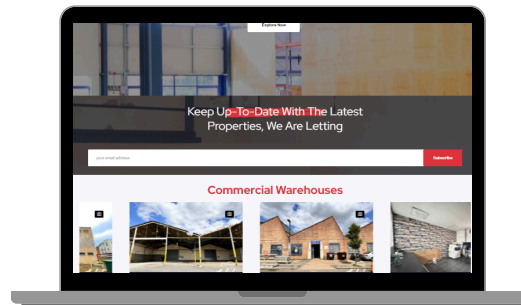 Explore Now
Keep Up-To-Date With The Latest
Properties, We Are Letting
your email address
Subscribe
Commercial Warehouses